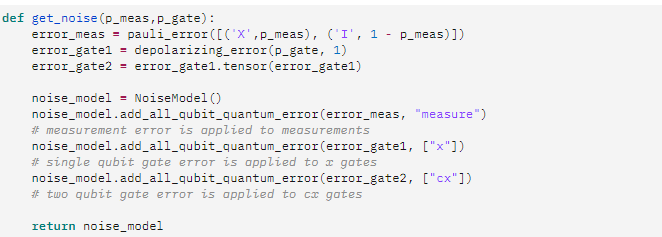 def get_noise(p_meas,p_gate):
    error_meas = pauli_error([('X',p_meas), ('I', 1 - p_meas)])
    error_gate1 = depolarizing_error(p_gate, 1)
    error_gate2 = error_gate1.tensor(error_gate1)

    noise_model = NoiseModel()
    noise_model.add_all_qubit_quantum_error(error_meas, "measure")
    # measurement error is applied to measurements
    noise_model.add_all_qubit_quantum_error(error_gate1, ["x"])
    # single qubit gate error is applied to x gates
    noise_model.add_all_qubit_quantum_error(error_gate2, ["cx"])
    # two qubit gate error is applied to cx gates

    return noise_model